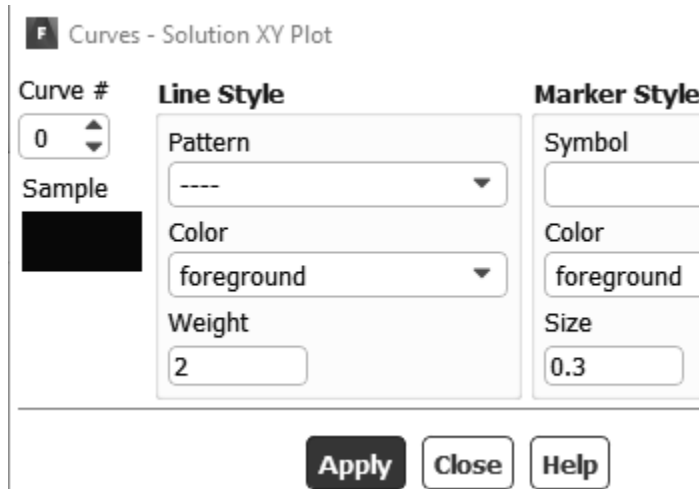 F Curves - Solution XY Plot
Curve # Line Style Marker Style
0 Pattern Symbol
Sample ----
Color Color
foreground foreground
Weight Size
2 0.3
Apply Close Help